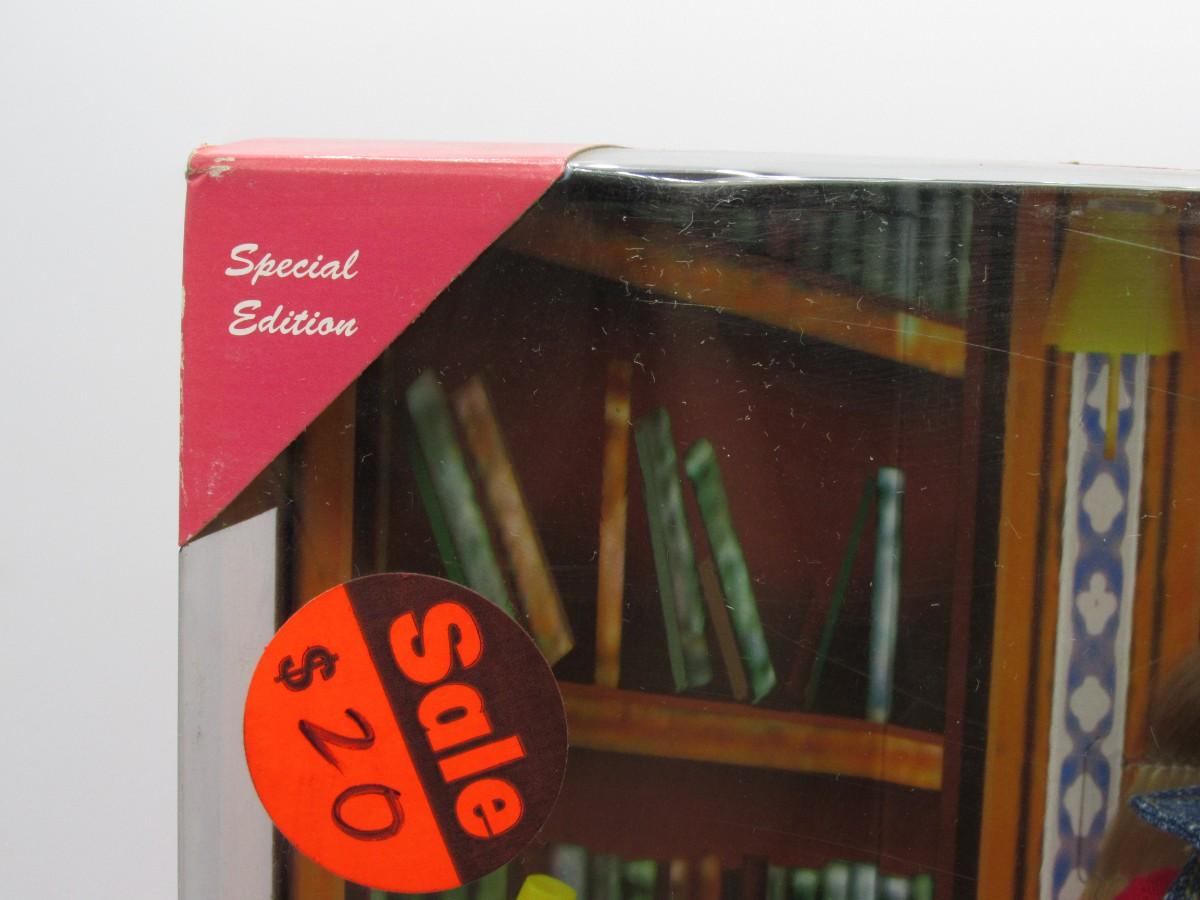 Special
Edition
Sale
$ 20